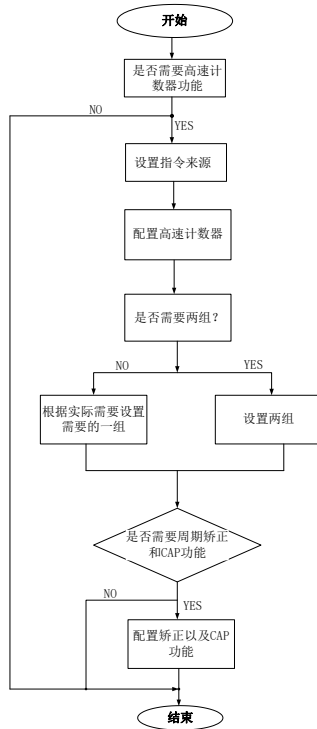 开始
是否需要高速计
数器功能
NO
YES
设置指令来源
配置高速计数器
是否需要两组？
NO
YES
根据实际需要设置
需要的一组
设置两组
是否需要周期矫正
和CAP功能
NO
YES
配置矫正以及CAP
功能
结束